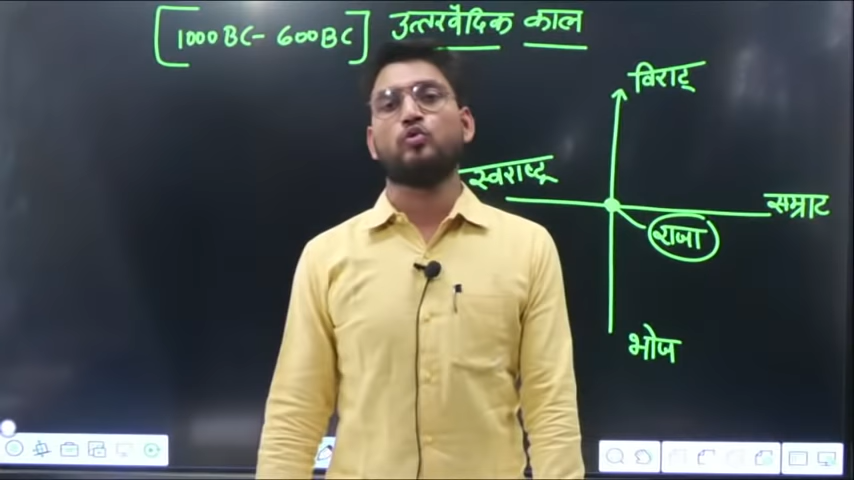 [1000 BC- 600 BC] उत्तरवैदिक काल
विराट्
स्वराष्ट्र
सम्राट
राजा
भोज